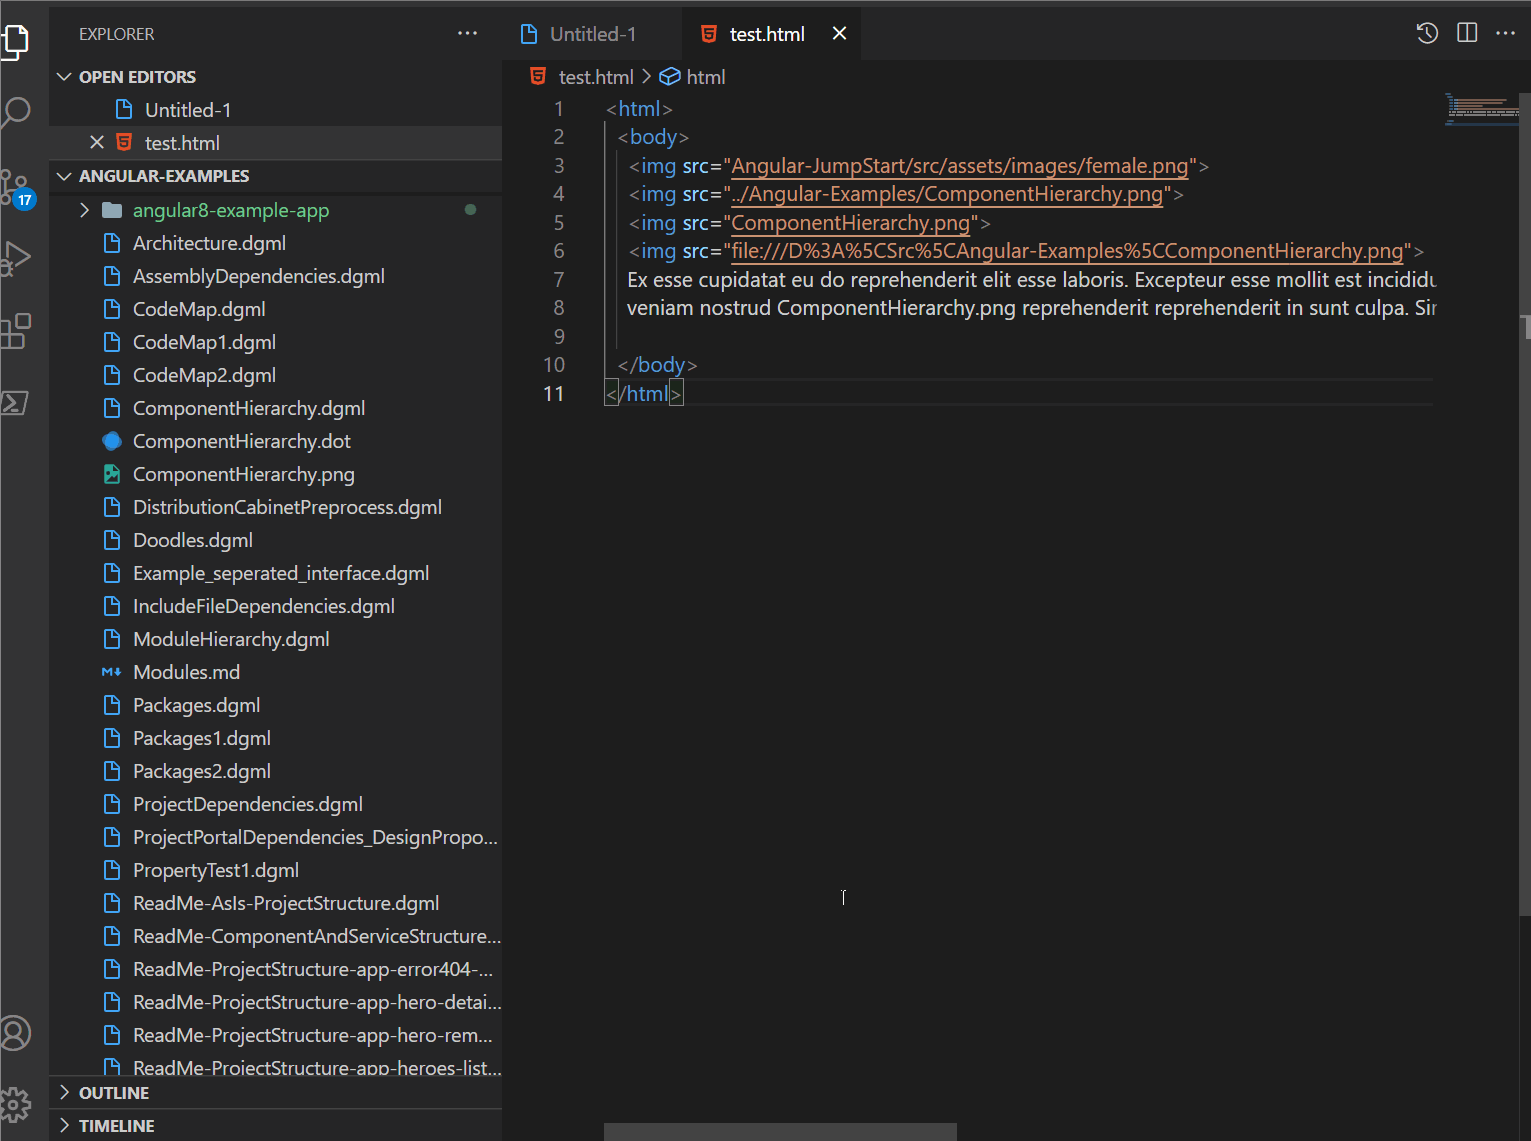 EXPLORER
OPEN EDITORS
Untitled-1
test.html
ANGULAR-EXAMPLES
angular8-example-app
Architecture.dgml
AssemblyDependencies.dgml
CodeMap.dgml
CodeMap1.dgml
CodeMap2.dgml
ComponentHierarchy.dgml
ComponentHierarchy.dot
ComponentHierarchy.png
DistributionCabinetPreprocess.dgml
Doodles.dgml
Example_seperated_interface.dgml
IncludeFileDependencies.dgml
ModuleHierarchy.dgml
M Modules.md
Packages.dgml
Packages1.dgml
Packages2.dgml
ProjectDependencies.dgml
ProjectPortalDependencies_DesignPropo...
PropertyTest1.dgml
ReadMe-AsIs-ProjectStructure.dgml
ReadMe-ComponentAndServiceStructure...
ReadMe-ProjectStructure-app-error404-...
ReadMe-ProjectStructure-app-hero-detai...
ReadMe-ProjectStructure-app-hero-rem...
ReadMe-ProjectStructure-app-heroes-list...
OUTLINE
TIMELINE
17
Untitled-1 test.html
test.html > html
1 <html>
2 <body>
3 <img src="Angular-JumpStart/src/assets/images/female.png">
4 <img src="../Angular-Examples/ComponentHierarchy.png">
5 <img src="ComponentHierarchy.png">
6 <img src="file:///D%3A%5CSrc%5CAngular-Examples%5CComponentHierarchy.png">
7 Ex esse cupidatat eu do reprehenderit elit esse laboris. Excepteur esse mollit est incididu
8 veniam nostrud ComponentHierarchy.png reprehenderit reprehenderit in sunt culpa. Sin
9
10 </body>
11 </html>